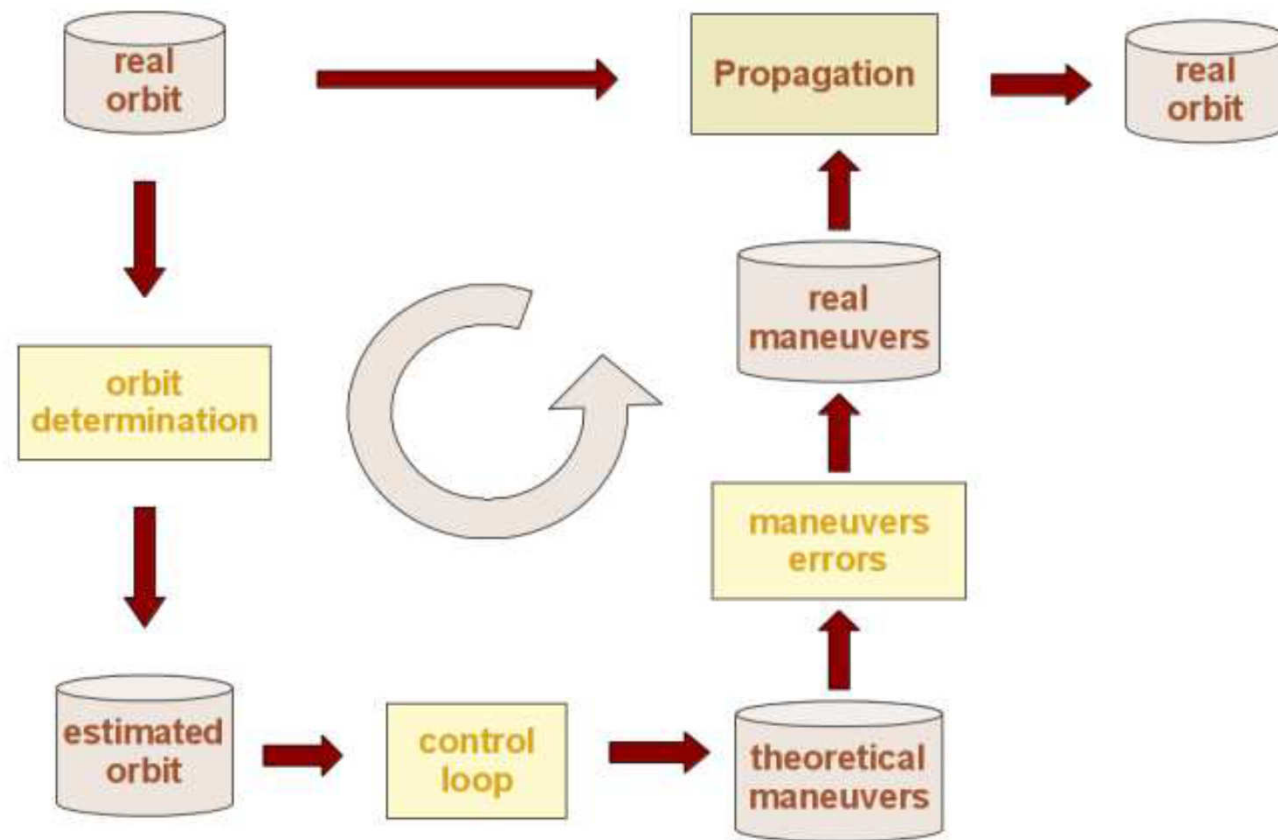 real
orbit
Propagation
real
orbit
real
maneuvers
orbit
determination
maneuvers
errors
estimated
orbit
control
loop
theoretical
maneuvers